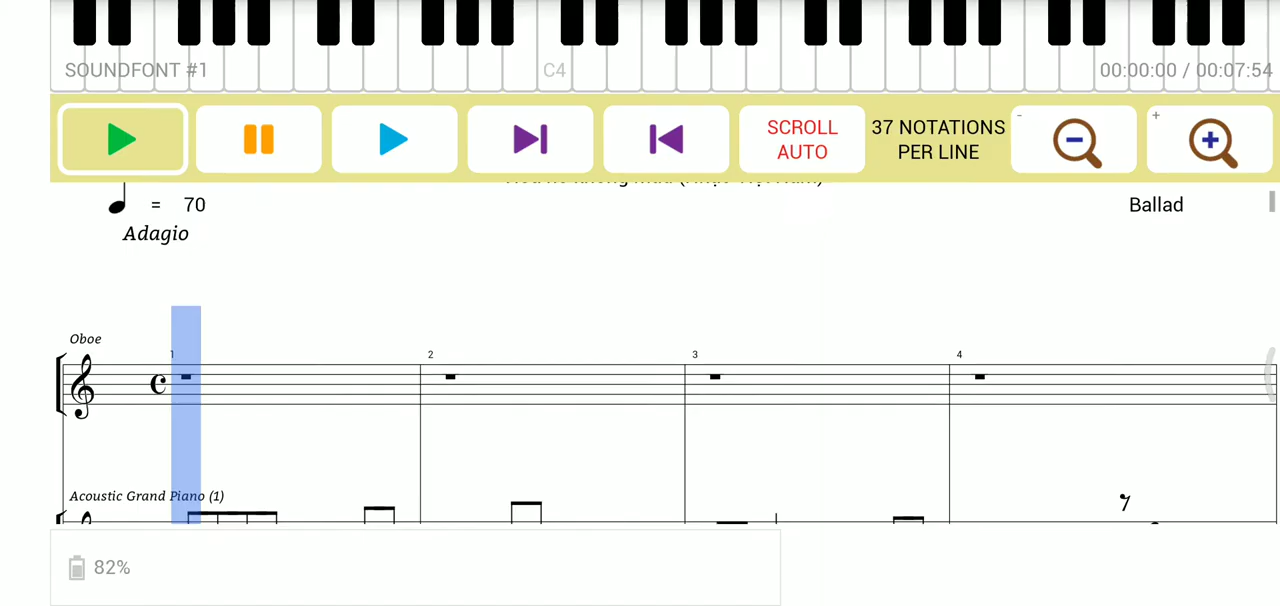 SOUNDFONT #1
C4
00:00:00 / 00:07:54
SCROLL
AUTO
37 NOTATIONS
PER LINE
-
+
= 70
Ballad
Adagio
Oboe
1
2
3
4
Acoustic Grand Piano (1)
82%